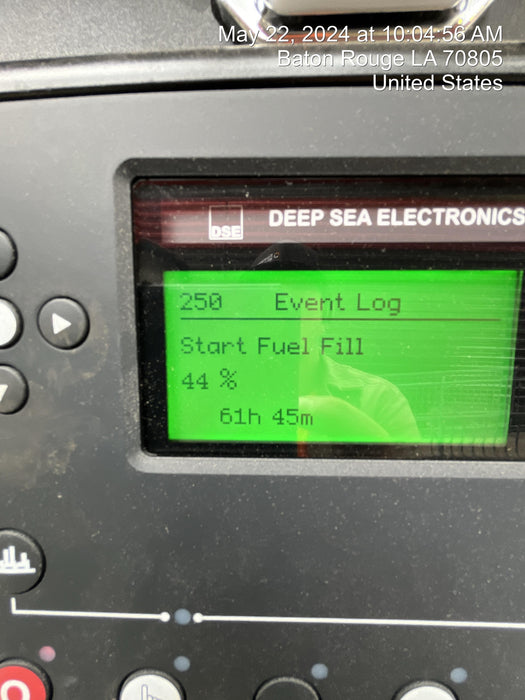 May 22, 2024 at 10:04:56 AM
Baton Rouge LA 70805
United States
DSE
DEEP SEA ELECTRONICS
250 Event Log
Start Fuel Fill
44 %
61h 45m